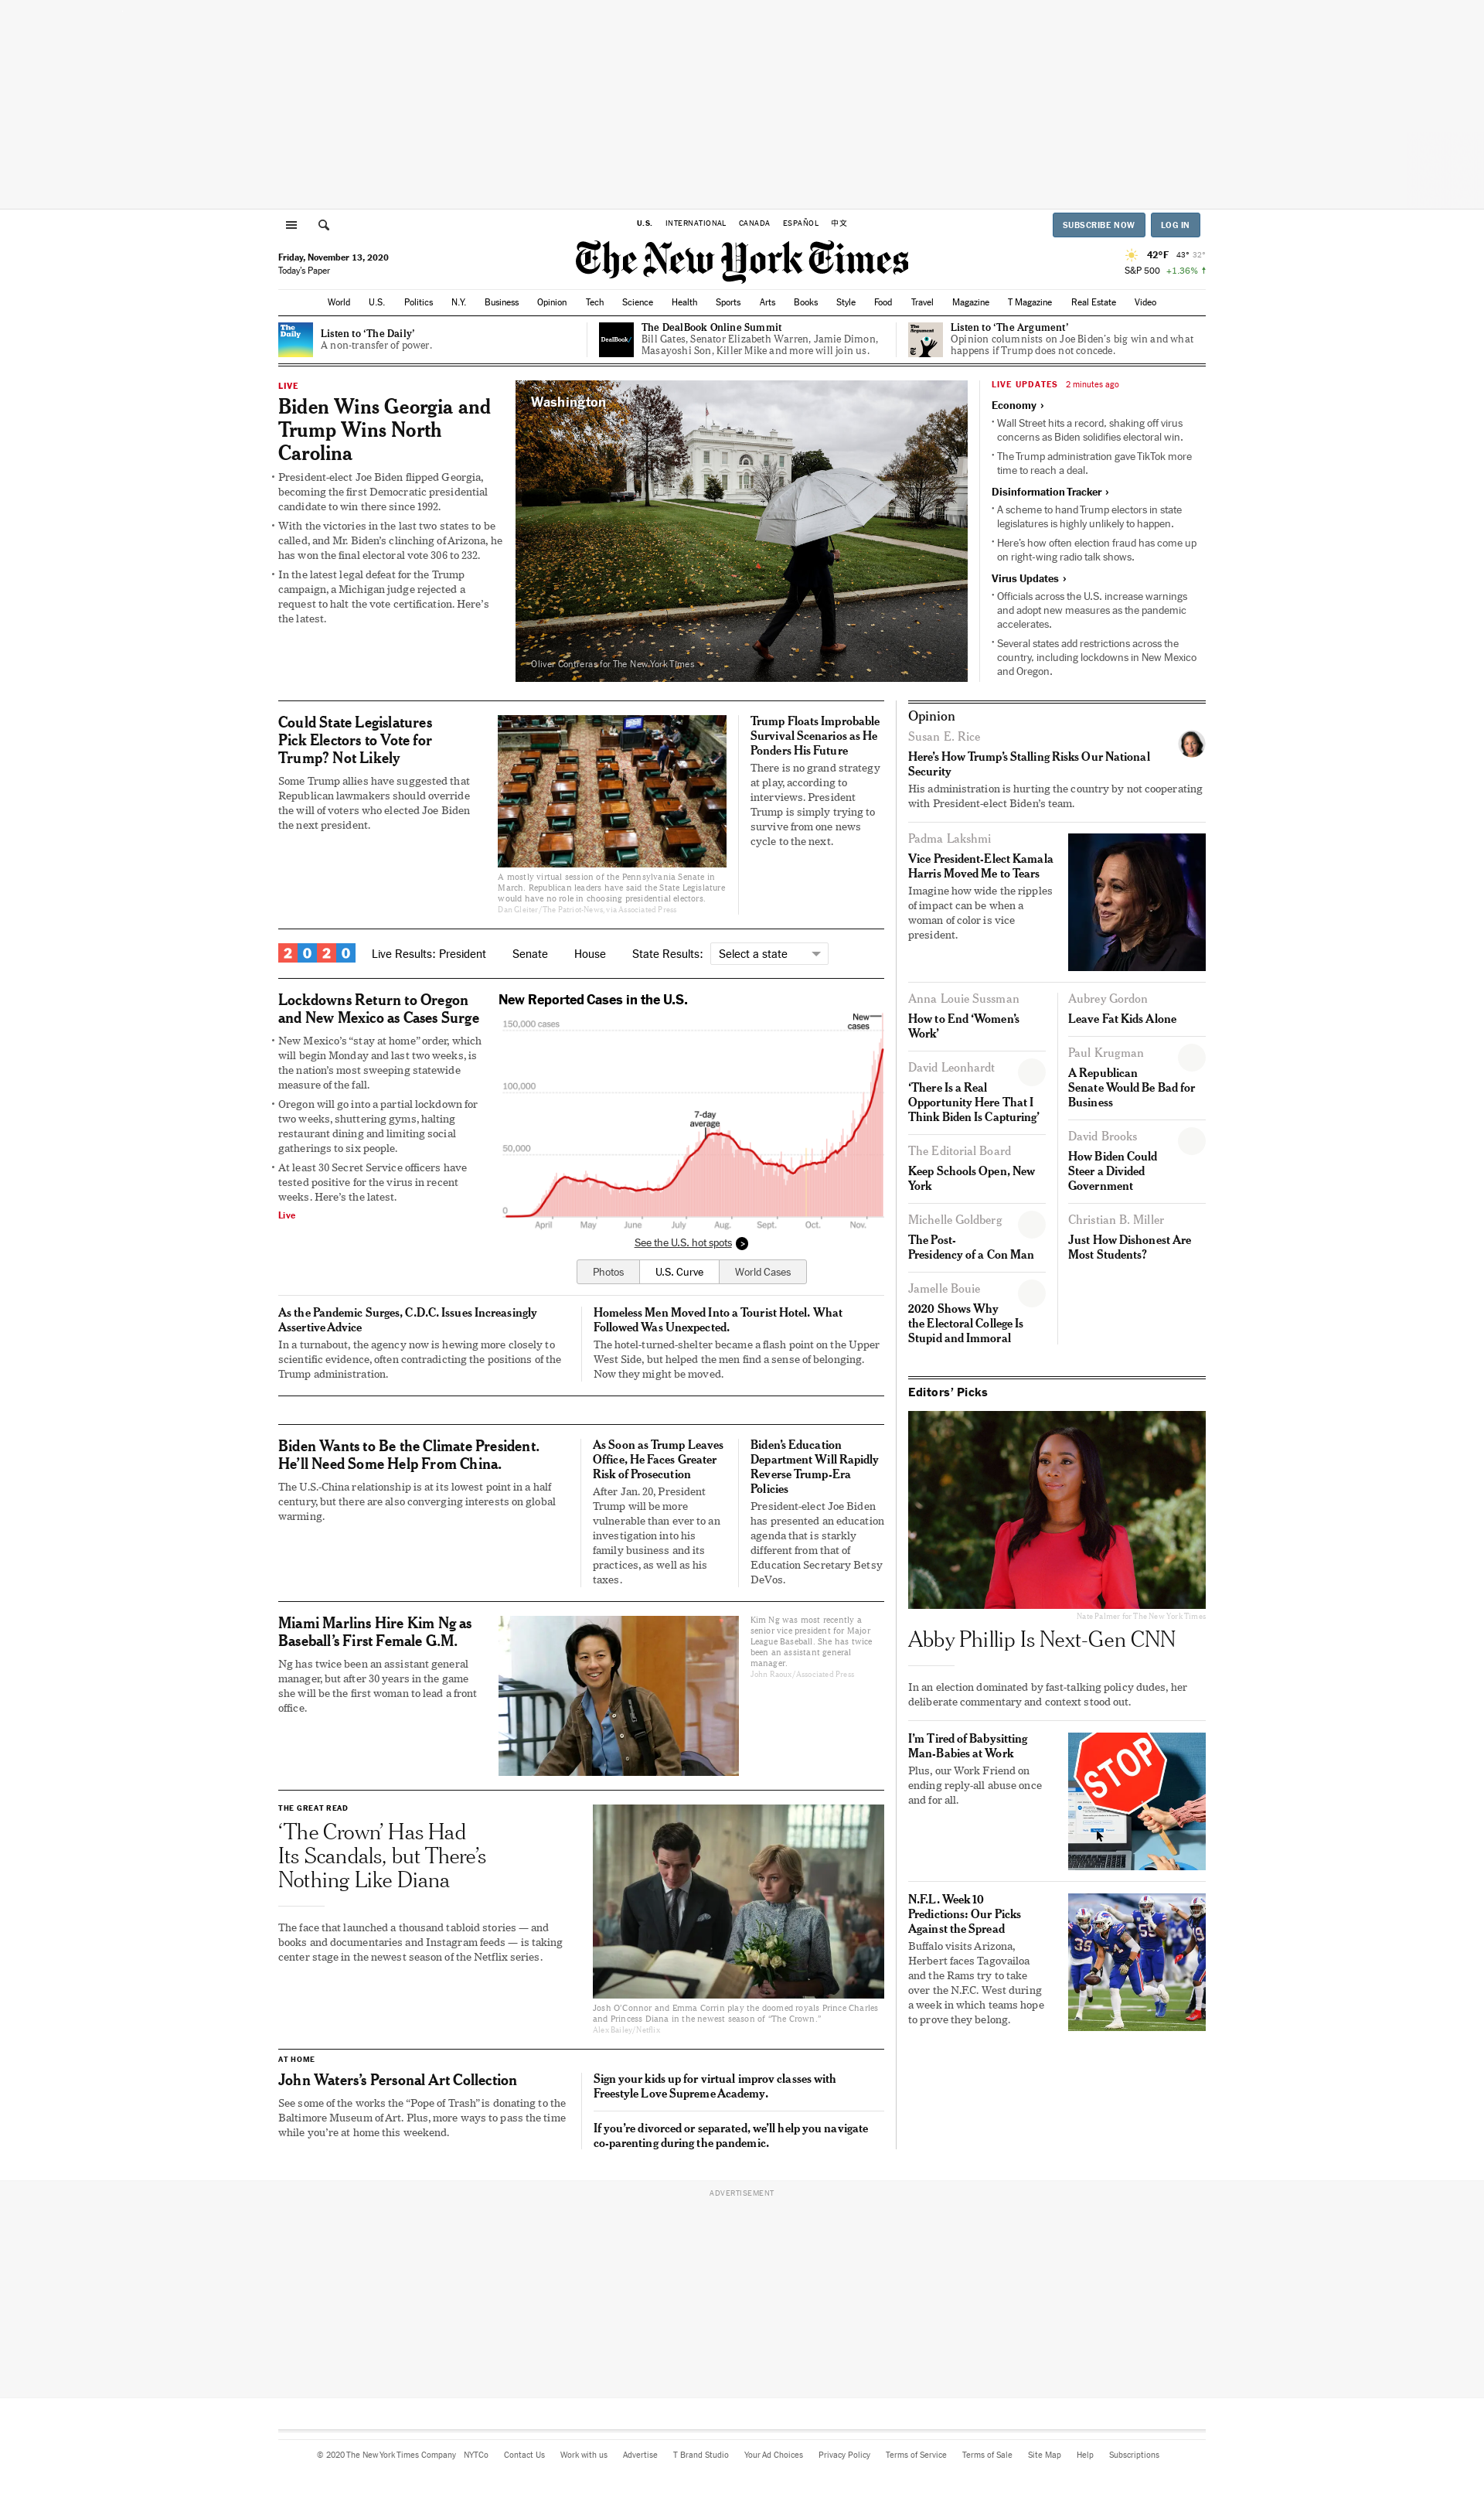 U.S. INTERNATIONAL CANADA ESPAÑOL 中文
SUBSCRIBE NOW LOG IN
Friday, November 13, 2020
Today's Paper
The New York Times
42°F 43° 32°
S&P 500 +1.36% ↑
World U.S. Politics N.Y. Business Opinion Tech Science Health Sports Arts Books Style Food Travel Magazine T Magazine Real Estate Video
The
Daily
Listen to ‘The Daily’
A non-transfer of power.
DealBook/
The DealBook Online Summit
Bill Gates, Senator Elizabeth Warren, Jamie Dimon,
Masayoshi Son, Killer Mike and more will join us.
The
Argument
Listen to ‘The Argument’
Opinion columnists on Joe Biden’s big win and what
happens if Trump does not concede.
LIVE
Biden Wins Georgia and
Trump Wins North
Carolina
• President-elect Joe Biden flipped Georgia,
becoming the first Democratic presidential
candidate to win there since 1992.
• With the victories in the last two states to be
called, and Mr. Biden’s clinching of Arizona, he
has won the final electoral vote 306 to 232.
• In the latest legal defeat for the Trump
campaign, a Michigan judge rejected a
request to halt the vote certification. Here’s
the latest.
Washington
Oliver Contreras for The New York Times
LIVE UPDATES 2 minutes ago
Economy ›
• Wall Street hits a record, shaking off virus
concerns as Biden solidifies electoral win.
• The Trump administration gave TikTok more
time to reach a deal.
Disinformation Tracker ›
• A scheme to hand Trump electors in state
legislatures is highly unlikely to happen.
• Here’s how often election fraud has come up
on right-wing radio talk shows.
Virus Updates ›
• Officials across the U.S. increase warnings
and adopt new measures as the pandemic
accelerates.
• Several states add restrictions across the
country, including lockdowns in New Mexico
and Oregon.
Could State Legislatures
Pick Electors to Vote for
Trump? Not Likely
Some Trump allies have suggested that
Republican lawmakers should override
the will of voters who elected Joe Biden
the next president.
A mostly virtual session of the Pennsylvania Senate in
March. Republican leaders have said the State Legislature
would have no role in choosing presidential electors.
Dan Gleiter/The Patriot-News, via Associated Press
Trump Floats Improbable
Survival Scenarios as He
Ponders His Future
There is no grand strategy
at play, according to
interviews. President
Trump is simply trying to
survive from one news
cycle to the next.
2020 Live Results: President Senate House State Results: Select a state
Lockdowns Return to Oregon
and New Mexico as Cases Surge
• New Mexico’s “stay at home” order, which
will begin Monday and last two weeks, is
the nation’s most sweeping statewide
measure of the fall.
• Oregon will go into a partial lockdown for
two weeks, shuttering gyms, halting
restaurant dining and limiting social
gatherings to six people.
• At least 30 Secret Service officers have
tested positive for the virus in recent
weeks. Here’s the latest.
Live
New Reported Cases in the U.S.
150,000 cases
New
cases
100,000
7-day
average
50,000
0
April May June July Aug. Sept. Oct. Nov.
See the U.S. hot spots >
Photos U.S. Curve World Cases
As the Pandemic Surges, C.D.C. Issues Increasingly
Assertive Advice
In a turnabout, the agency now is hewing more closely to
scientific evidence, often contradicting the positions of the
Trump administration.
Homeless Men Moved Into a Tourist Hotel. What
Followed Was Unexpected.
The hotel-turned-shelter became a flash point on the Upper
West Side, but helped the men find a sense of belonging.
Now they might be moved.
Biden Wants to Be the Climate President.
He’ll Need Some Help From China.
The U.S.-China relationship is at its lowest point in a half
century, but there are also converging interests on global
warming.
As Soon as Trump Leaves
Office, He Faces Greater
Risk of Prosecution
After Jan. 20, President
Trump will be more
vulnerable than ever to an
investigation into his
family business and its
practices, as well as his
taxes.
Biden’s Education
Department Will Rapidly
Reverse Trump-Era
Policies
President-elect Joe Biden
has presented an education
agenda that is starkly
different from that of
Education Secretary Betsy
DeVos.
Miami Marlins Hire Kim Ng as
Baseball’s First Female G.M.
Ng has twice been an assistant general
manager, but after 30 years in the game
she will be the first woman to lead a front
office.
Kim Ng was most recently a
senior vice president for Major
League Baseball. She has twice
been an assistant general
manager.
John Raoux/Associated Press
THE GREAT READ
‘The Crown’ Has Had
Its Scandals, but There’s
Nothing Like Diana
The face that launched a thousand tabloid stories — and
books and documentaries and Instagram feeds — is taking
center stage in the newest season of the Netflix series.
Josh O’Connor and Emma Corrin play the doomed royals Prince Charles
and Princess Diana in the newest season of “The Crown.”
Alex Bailey/Netflix
AT HOME
John Waters’s Personal Art Collection
See some of the works the “Pope of Trash” is donating to the
Baltimore Museum of Art. Plus, more ways to pass the time
while you’re at home this weekend.
Sign your kids up for virtual improv classes with
Freestyle Love Supreme Academy.
If you’re divorced or separated, we’ll help you navigate
co-parenting during the pandemic.
Opinion
Susan E. Rice
Here’s How Trump’s Stalling Risks Our National
Security
His administration is hurting the country by not cooperating
with President-elect Biden’s team.
Padma Lakshmi
Vice President-Elect Kamala
Harris Moved Me to Tears
Imagine how wide the ripples
of impact can be when a
woman of color is vice
president.
Anna Louie Sussman
How to End ‘Women’s
Work’
David Leonhardt
‘There Is a Real
Opportunity Here That I
Think Biden Is Capturing’
The Editorial Board
Keep Schools Open, New
York
Michelle Goldberg
The Post-
Presidency of a Con Man
Jamelle Bouie
2020 Shows Why
the Electoral College Is
Stupid and Immoral
Aubrey Gordon
Leave Fat Kids Alone
Paul Krugman
A Republican
Senate Would Be Bad for
Business
David Brooks
How Biden Could
Steer a Divided
Government
Christian B. Miller
Just How Dishonest Are
Most Students?
Editors’ Picks
Nate Palmer for The New York Times
Abby Phillip Is Next-Gen CNN
In an election dominated by fast-talking policy dudes, her
deliberate commentary and context stood out.
I’m Tired of Babysitting
Man-Babies at Work
Plus, our Work Friend on
ending reply-all abuse once
and for all.
STOP
N.F.L. Week 10
Predictions: Our Picks
Against the Spread
Buffalo visits Arizona,
Herbert faces Tagovailoa
and the Rams try to take
over the N.F.C. West during
a week in which teams hope
to prove they belong.
39 55
ADVERTISEMENT
© 2020 The New York Times Company NYTCo Contact Us Work with us Advertise T Brand Studio Your Ad Choices Privacy Policy Terms of Service Terms of Sale Site Map Help Subscriptions